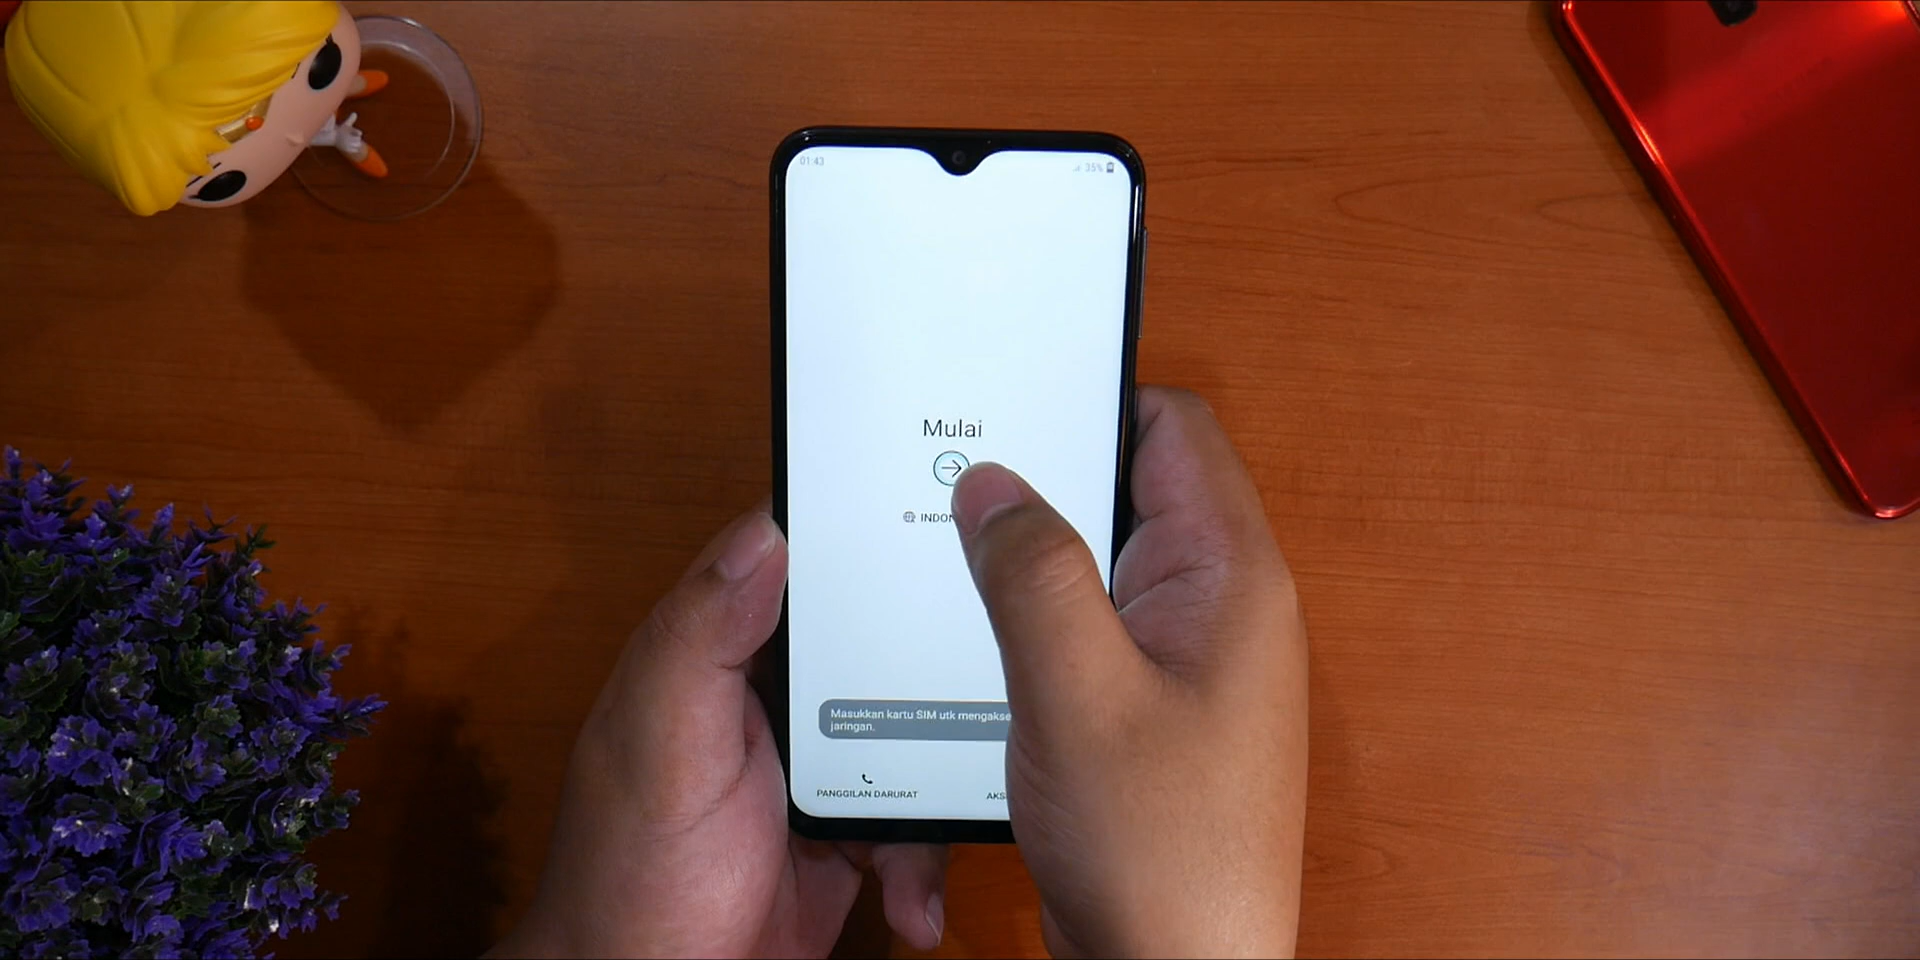 01:43
35%
Mulai
INDON
Masukkan kartu SIM utk mengakse
jaringan.
PANGGILAN DARURAT
AKS